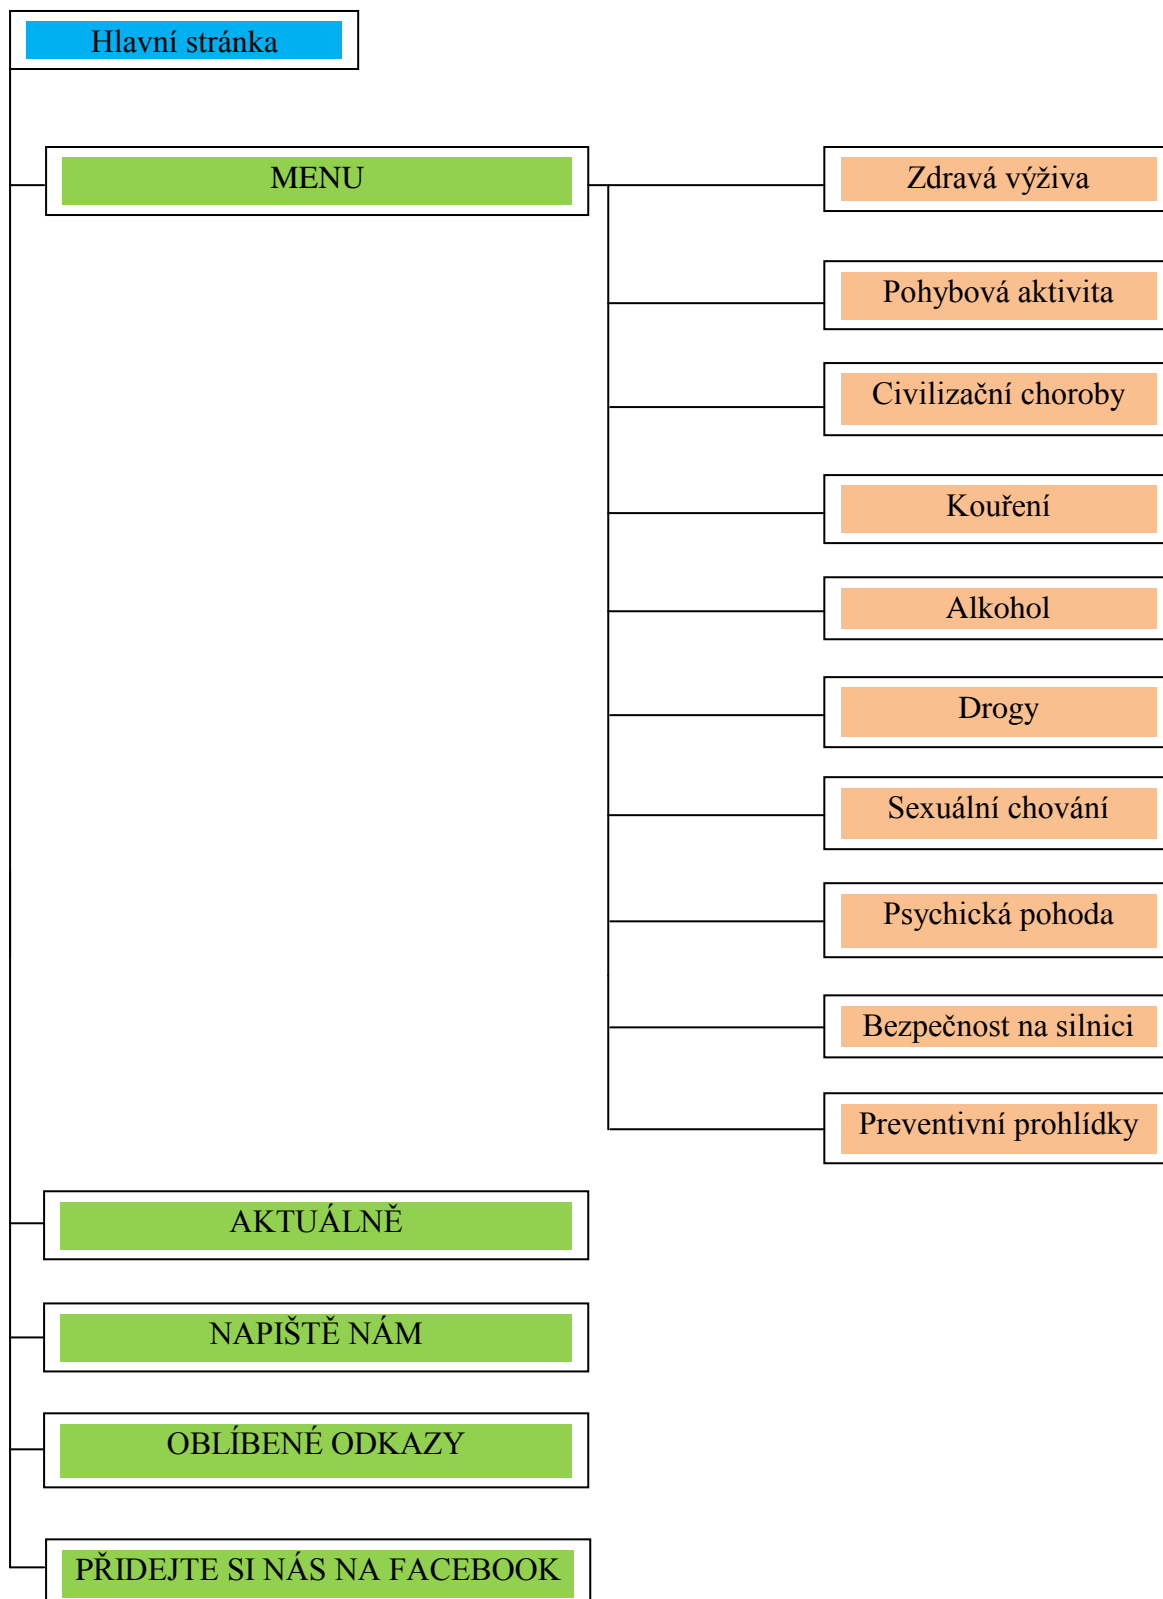 Hlavní stránka
MENU
Zdravá výživa
Pohybová aktivita
Civilizační choroby
Kouření
Alkohol
Drogy
Sexuální chování
Psychická pohoda
Bezpečnost na silnici
Preventivní prohlídky
AKTUÁLNĚ
NAPIŠTĚ NÁM
OBLÍBENÉ ODKAZY
PŘIDEJTE SI NÁS NA FACEBOOK